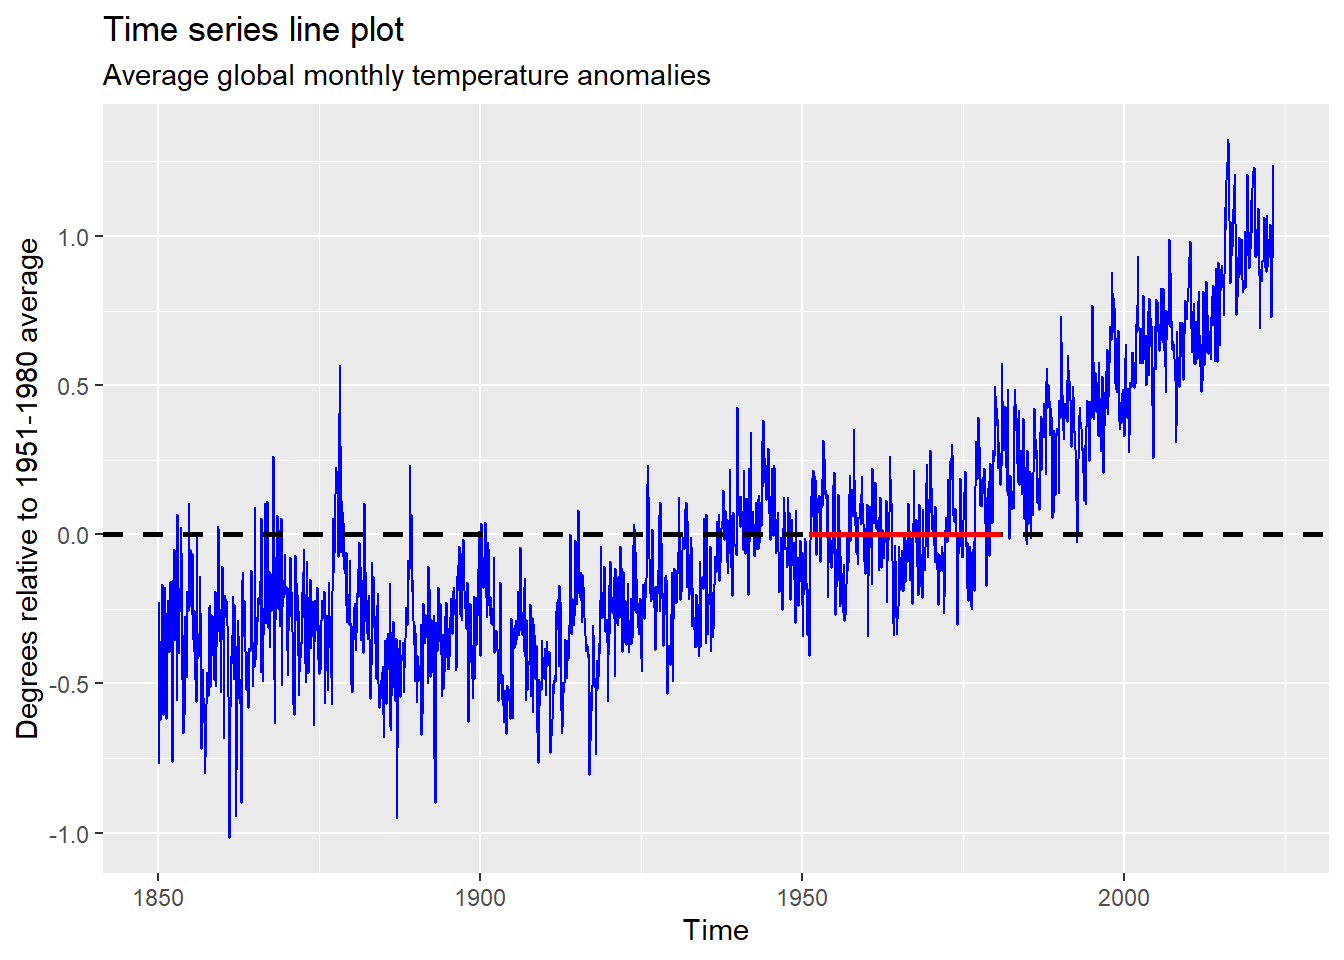 Time series line plot
Average global monthly temperature anomalies
Degrees relative to 1951-1980 average
1.0
0.5
0.0
-0.5
-1.0
1850
1900
1950
2000
Time